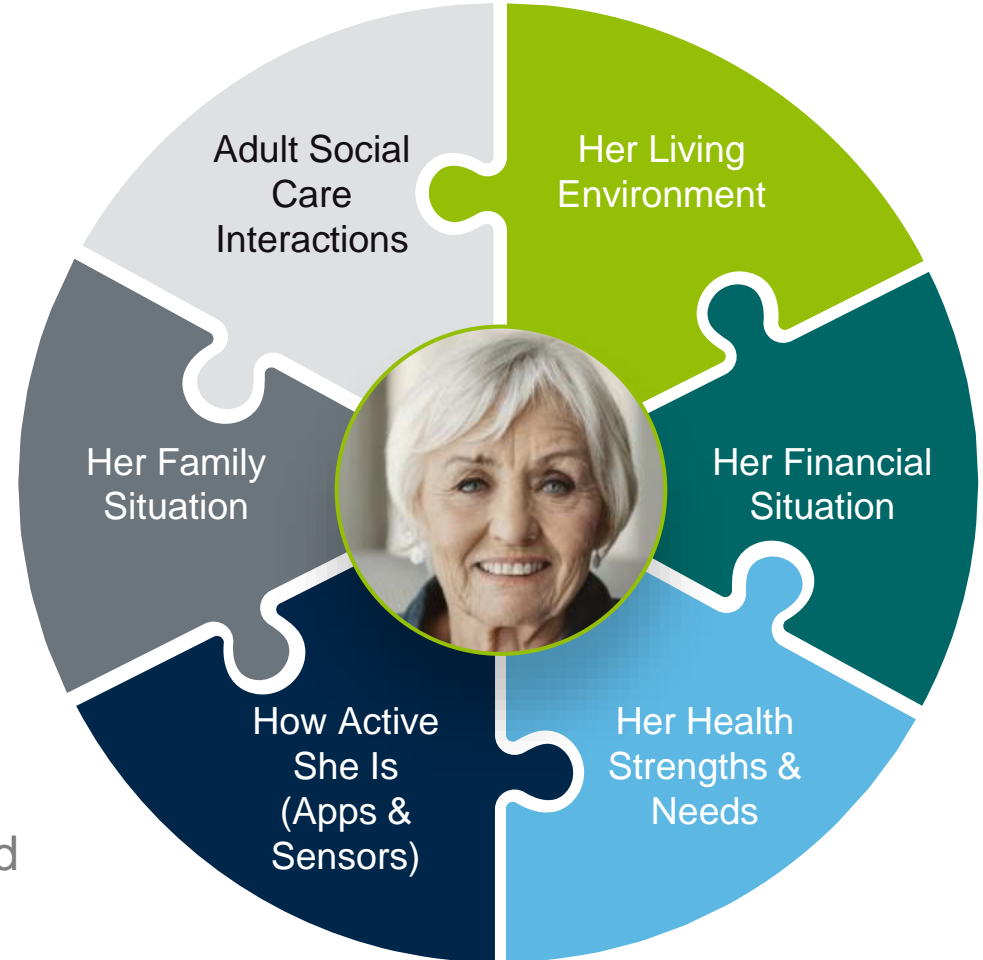 Adult Social
Care
Interactions
Her Living
Environment
Her Family
Situation
Her Financial
Situation
How Active
She Is
(Apps &
Sensors)
Her Health
Strengths &
Needs
d